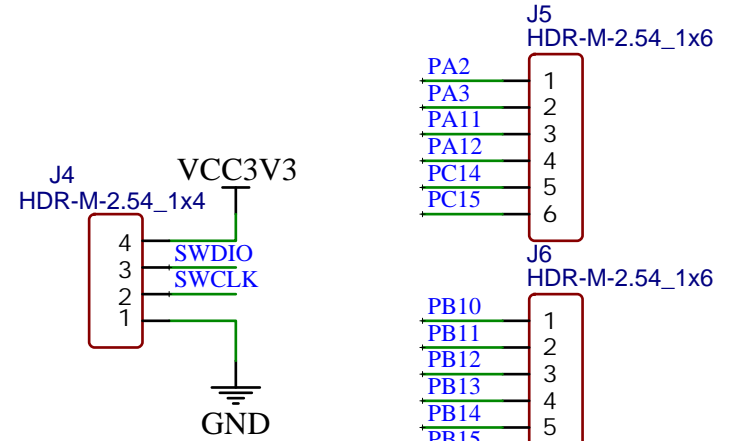 J4
HDR-M-2.54_1x4
VCC3V3
4
SWDIO
3
SWCLK
2
1
GND
J5
HDR-M-2.54_1x6
PA2
1
PA3
2
PA11
3
PA12
4
PC14
5
PC15
6
J6
HDR-M-2.54_1x6
PB10
1
PB11
2
PB12
3
PB13
4
PB14
5
PB15